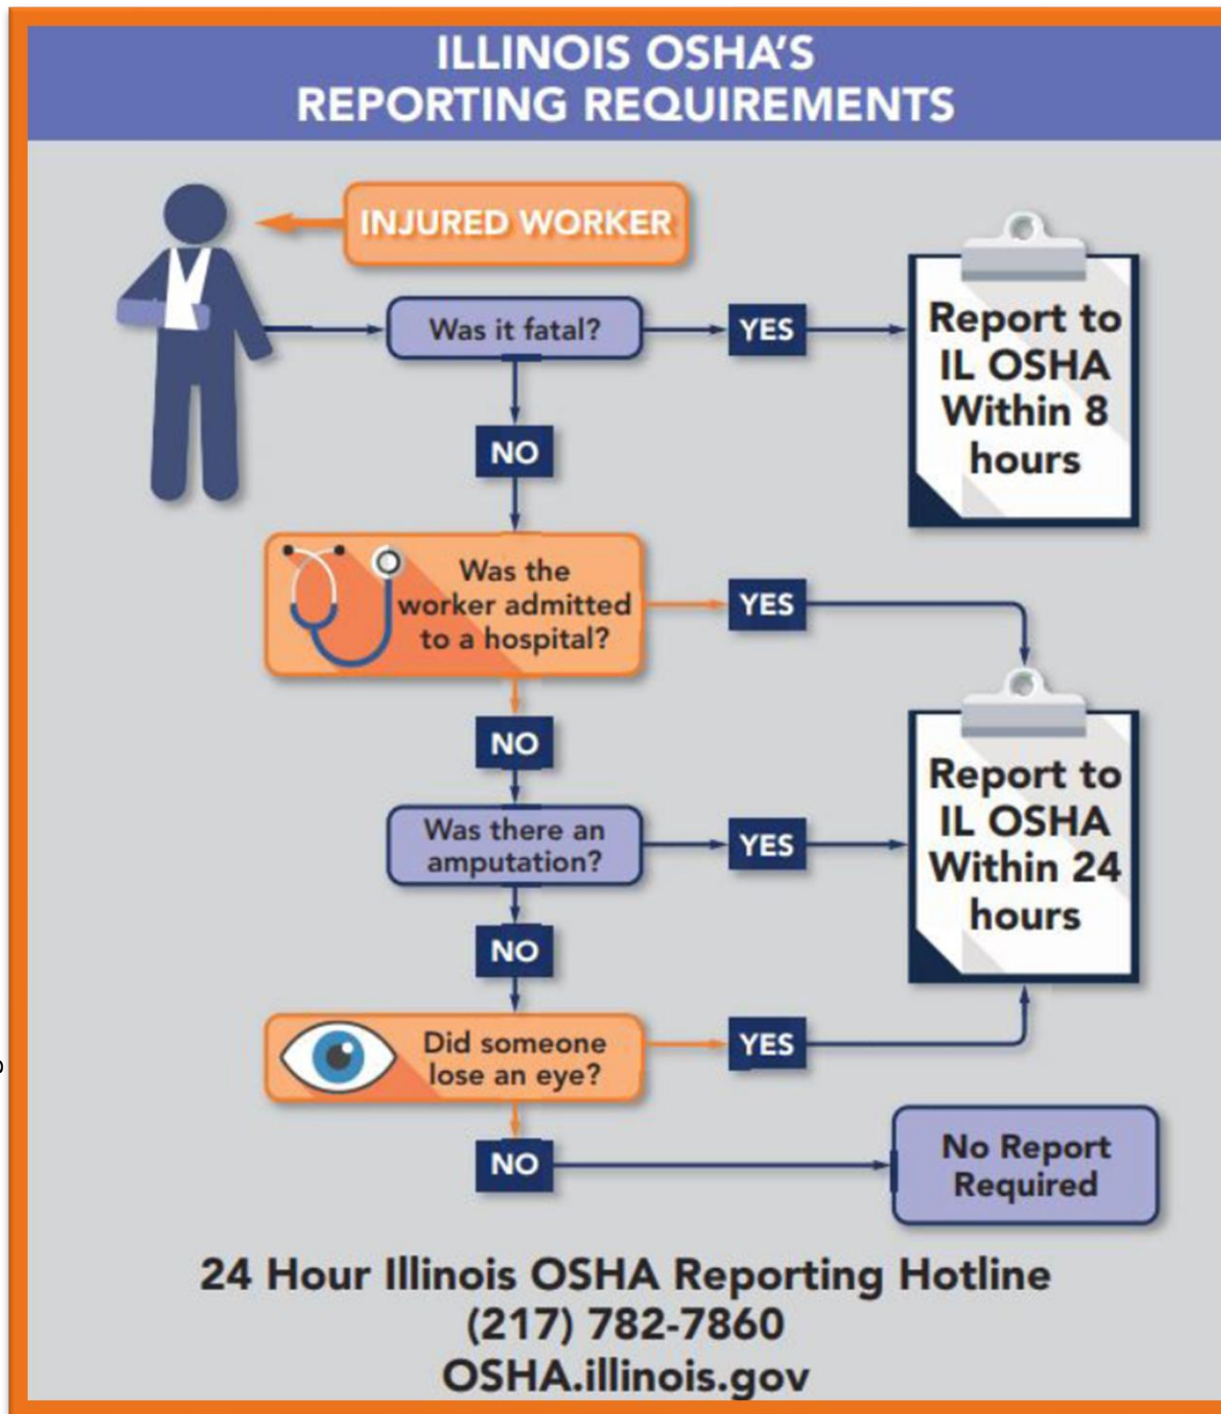 ILLINOIS OSHA'S
REPORTING REQUIREMENTS
INJURED WORKER
Was it fatal?
YES
Report to
IL OSHA
Within 8
hours
NO
Was the
worker admitted
to a hospital?
YES
NO
Report to
IL OSHA
Within 24
hours
Was there an
amputation?
YES
NO
Did someone
lose an eye?
YES
NO
No Report
Required
24 Hour Illinois OSHA Reporting Hotline
(217) 782-7860
OSHA.illinois.gov